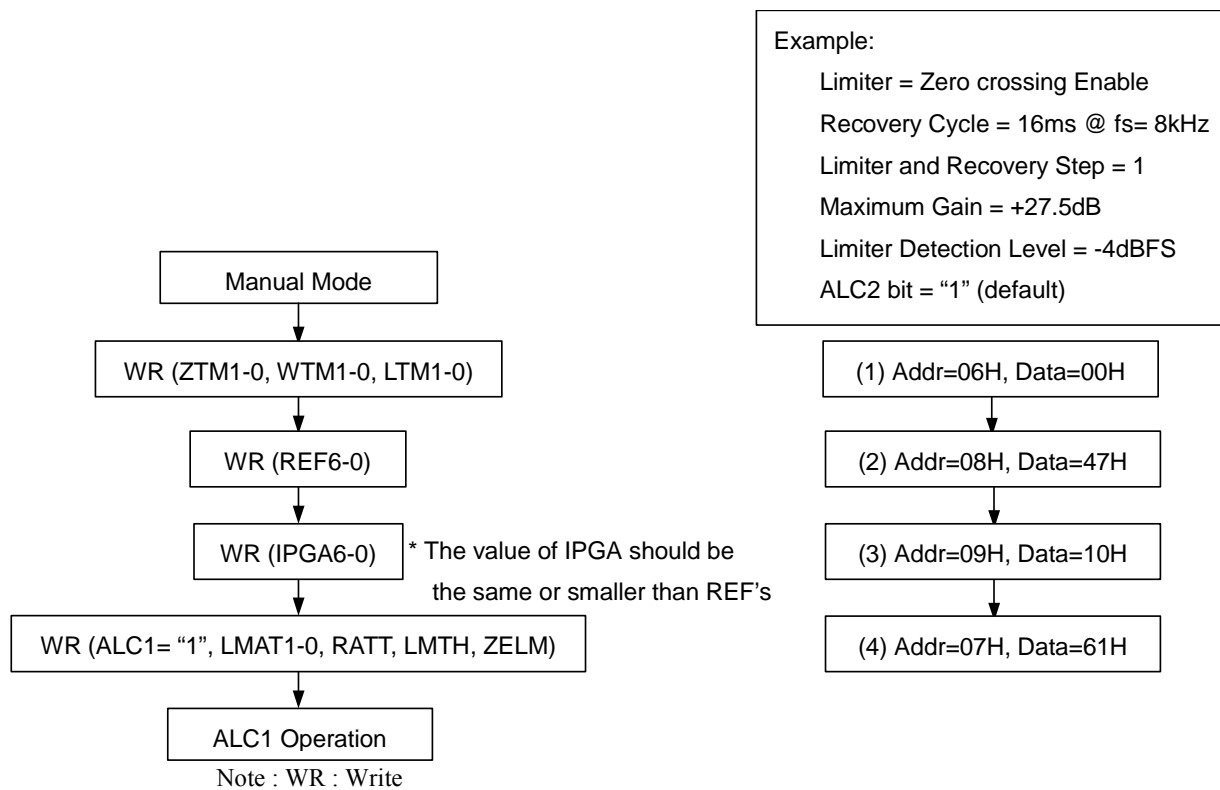 Example:
Limiter = Zero crossing Enable
Recovery Cycle = 16ms @ fs= 8kHz
Limiter and Recovery Step = 1
Maximum Gain = +27.5dB
Limiter Detection Level = -4dBFS
ALC2 bit = “1” (default)
Manual Mode
WR (ZTM1-0, WTM1-0, LTM1-0)
WR (REF6-0)
WR (IPGA6-0)
* The value of IPGA should be
the same or smaller than REF’s
WR (ALC1= “1”, LMAT1-0, RATT, LMTH, ZELM)
ALC1 Operation
Note : WR : Write
(1) Addr=06H, Data=00H
(2) Addr=08H, Data=47H
(3) Addr=09H, Data=10H
(4) Addr=07H, Data=61H